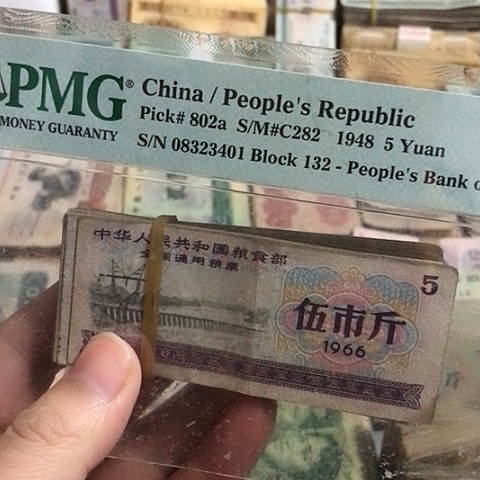 PMG®
MONEY GUARANTY
China / People's Republic
Pick# 802a S/M#C282 1948 5 Yuan
S/N 08323401 Block 132 - People's Bank
中华人民共和国粮食部
全国通用粮票
5
伍市斤
1966